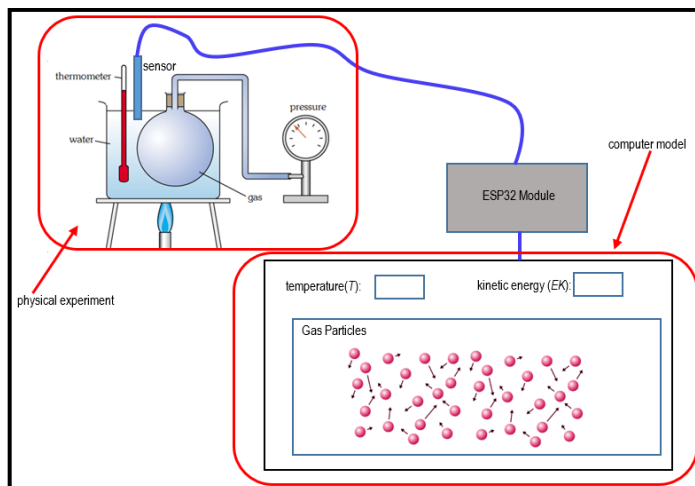 sensor
thermometer
pressure
water
gas
computer model
ESP32 Module
physical experiment
temperature(T):
kinetic energy (EK):
Gas Particles